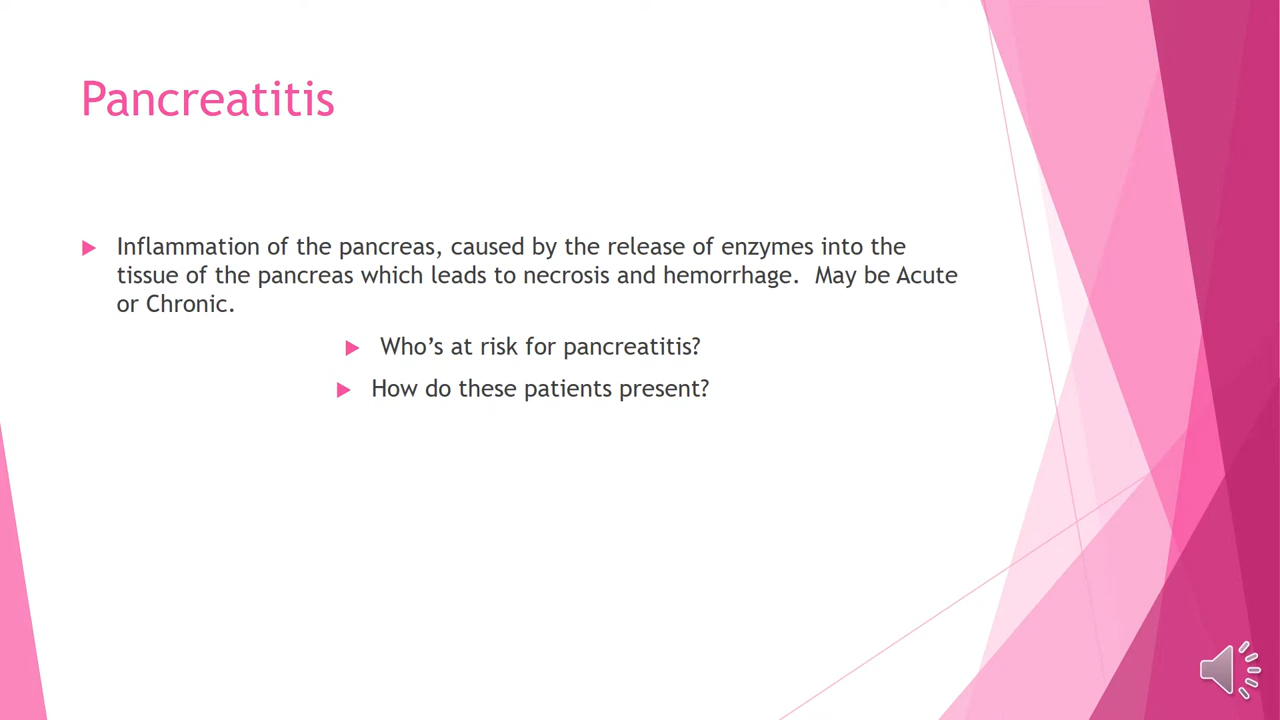 Pancreatitis
Inflammation of the pancreas, caused by the release of enzymes into the
tissue of the pancreas which leads to necrosis and hemorrhage.  May be Acute
or Chronic.
Who’s at risk for pancreatitis?
How do these patients present?